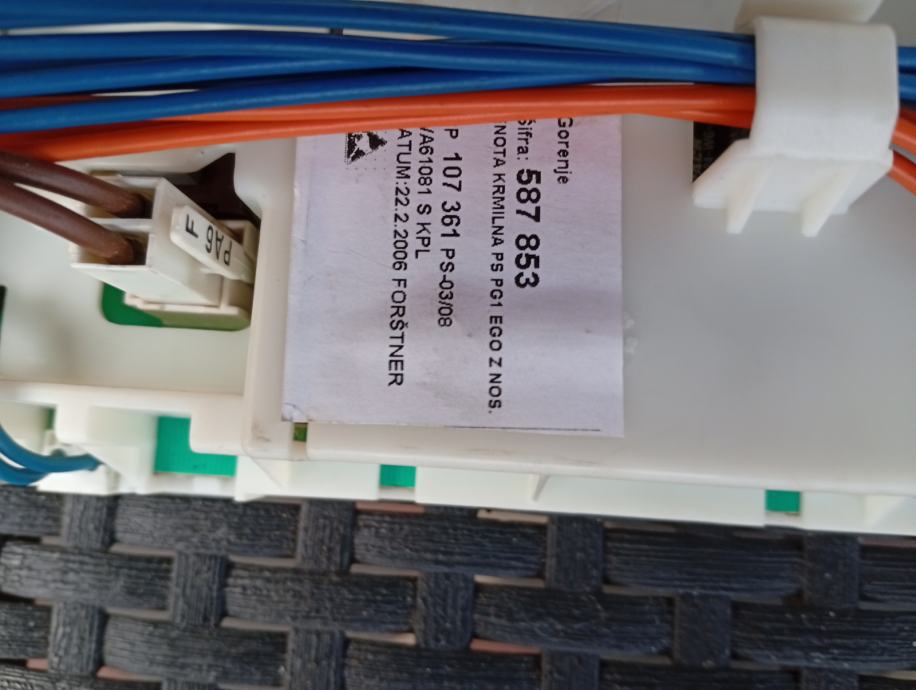 Gorenje
Šifra: 587 853
NOTA KRMILNA PS PG1 EGO Z NOS.
P 107 361 PS-03/08
WA61081 S KPL
ATUM:22.2.2006 FORŠTNER
PA6 F